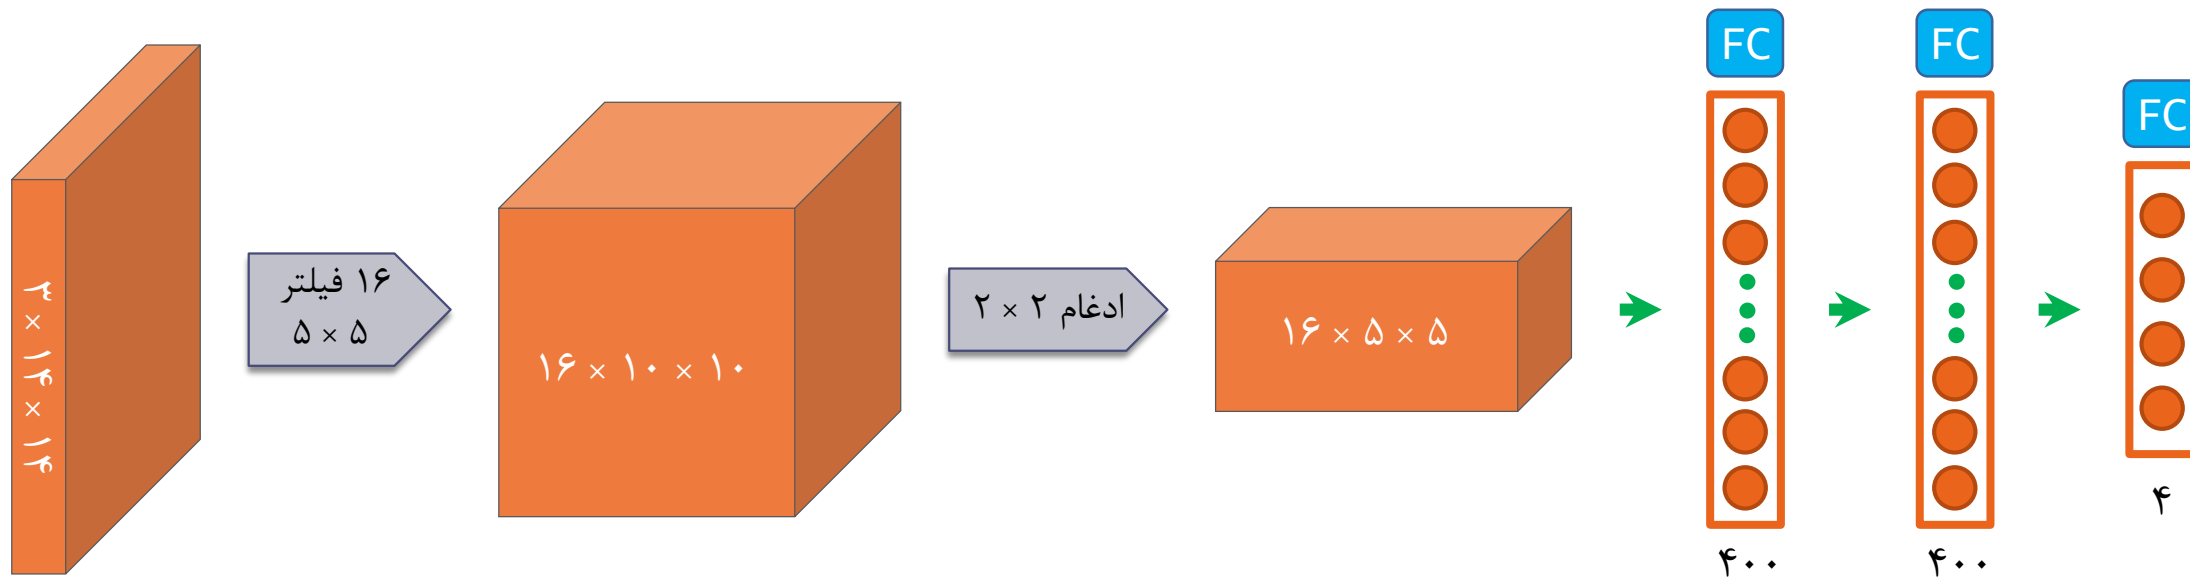 ۳ × ۱۴ × ۱۴
۱۶ فیلتر
۵ × ۵
۱۶ × ۱۰ × ۱۰
ادغام ۲ × ۲
۱۶ × ۵ × ۵
FC
۴۰۰
FC
۴۰۰
FC
۴